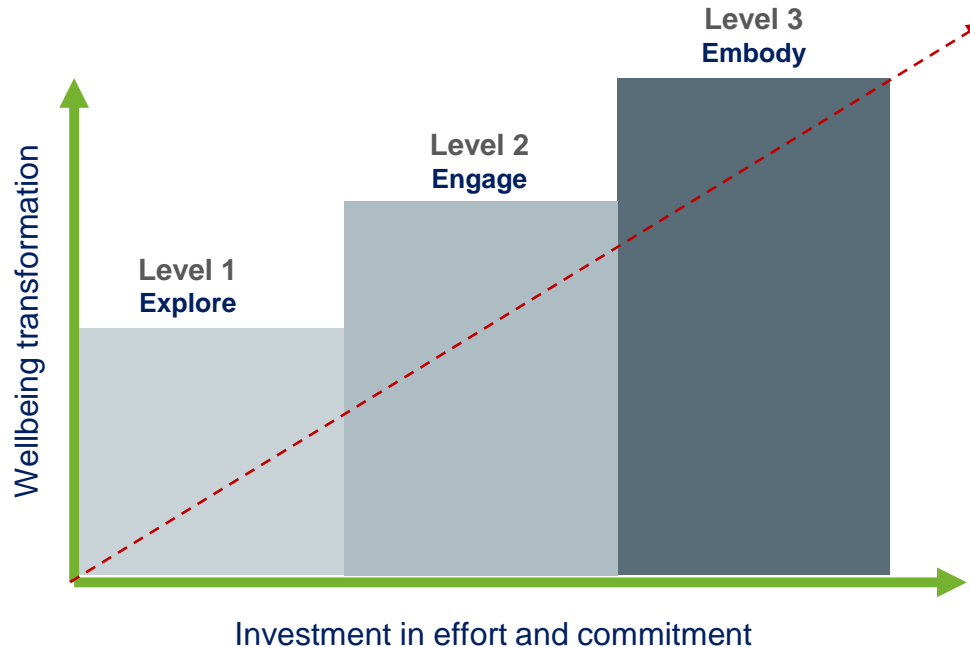 Level 3
Embody
Level 2
Engage
Level 1
Explore
Wellbeing transformation
Investment in effort and commitment